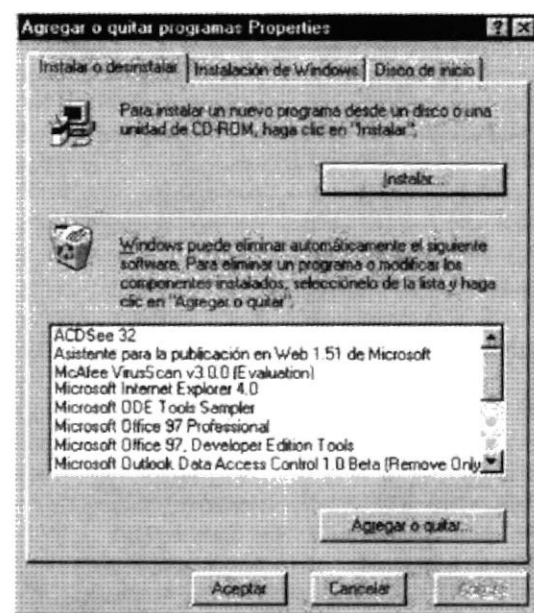 Agregar o quitar programas Properties
Instalar o desinstalar
Instalación de Windows
Disco de inicio
Para instalar un nuevo programa desde un disco o una
unidad de CD-ROM, haga clic en "Instalar".
Instalar...
Windows puede eliminar automáticamente el siguiente
software. Para eliminar un programa o modificar los
componentes instalados, selecciónelo de la lista y haga
clic en "Agregar o quitar".
ACDSee 32
Asistente para la publicación en Web 1.51 de Microsoft
McAfee VirusScan v3.0.0 (Evaluation)
Microsoft Internet Explorer 4.0
Microsoft ODE Tools Sampler
Microsoft Office 97 Professional
Microsoft Office 97, Developer Edition Tools
Microsoft Outlook Data Access Control 1.0 Beta (Remove Only
Agregar o quitar...
Aceptar
Cancelar